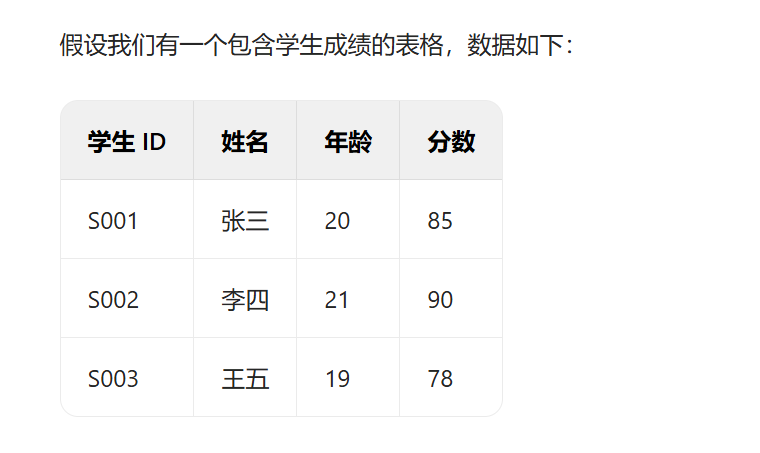 假设我们有一个包含学生成绩的表格，数据如下：
学生 ID 姓名 年龄 分数
S001 张三 20 85
S002 李四 21 90
S003 王五 19 78